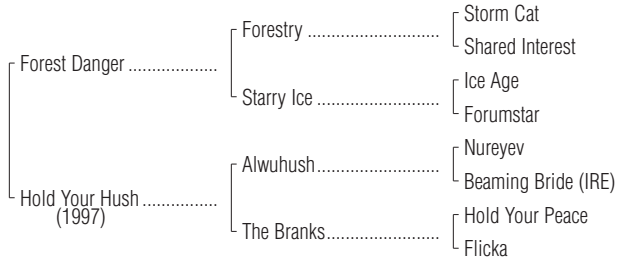 Storm Cat
Forestry ........................
Shared Interest
Forest Danger ..................
Ice Age
Starry Ice ........................
Forumstar
Nureyev
Alwuhush ........................
Beaming Bride (IRE)
Hold Your Hush ...............
(1997)
Hold Your Peace
The Branks ......................
Flicka